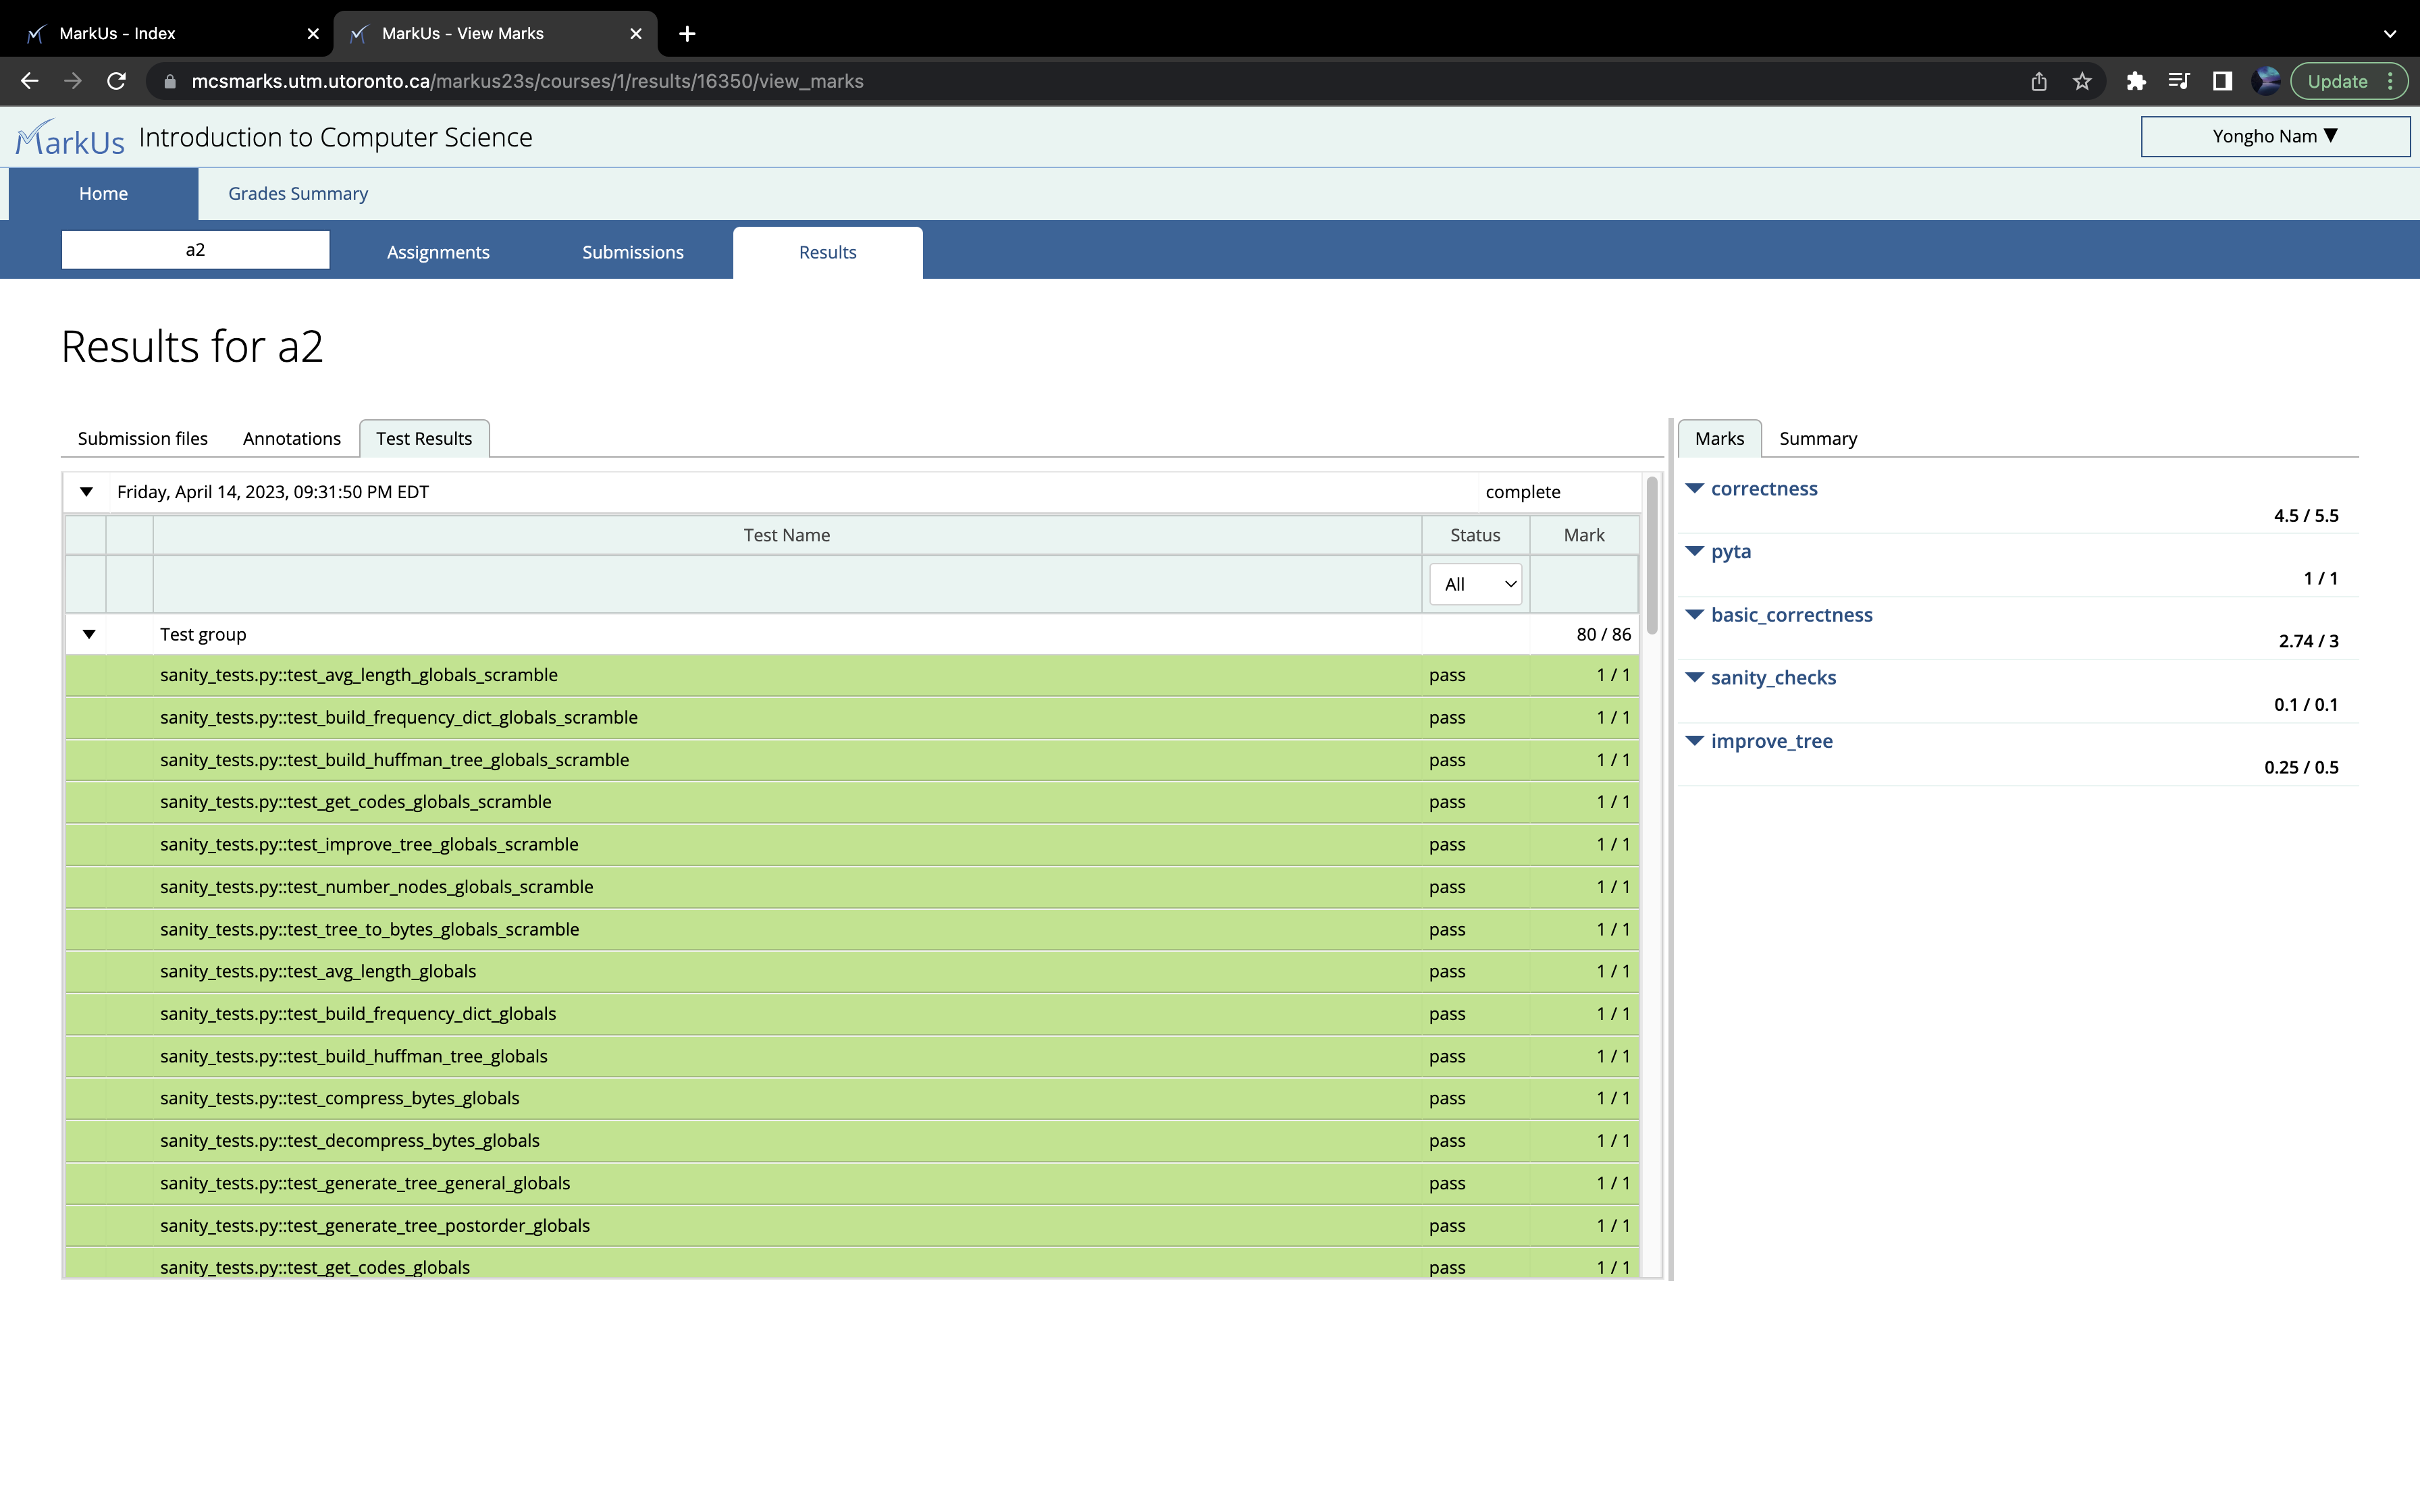 MarkUs - Index
MarkUs - View Marks
mcsmarks.utm.utoronto.ca/markus23s/courses/1/results/16350/view_marks
Update
MarkUs Introduction to Computer Science
Yongho Nam ▼
Home
Grades Summary
a2
Assignments
Submissions
Results
Results for a2
Submission files
Annotations
Test Results
Friday, April 14, 2023, 09:31:50 PM EDT complete
Test Name Status Mark
All
Test group 80 / 86
sanity_tests.py::test_avg_length_globals_scramble pass 1 / 1
sanity_tests.py::test_build_frequency_dict_globals_scramble pass 1 / 1
sanity_tests.py::test_build_huffman_tree_globals_scramble pass 1 / 1
sanity_tests.py::test_get_codes_globals_scramble pass 1 / 1
sanity_tests.py::test_improve_tree_globals_scramble pass 1 / 1
sanity_tests.py::test_number_nodes_globals_scramble pass 1 / 1
sanity_tests.py::test_tree_to_bytes_globals_scramble pass 1 / 1
sanity_tests.py::test_avg_length_globals pass 1 / 1
sanity_tests.py::test_build_frequency_dict_globals pass 1 / 1
sanity_tests.py::test_build_huffman_tree_globals pass 1 / 1
sanity_tests.py::test_compress_bytes_globals pass 1 / 1
sanity_tests.py::test_decompress_bytes_globals pass 1 / 1
sanity_tests.py::test_generate_tree_general_globals pass 1 / 1
sanity_tests.py::test_generate_tree_postorder_globals pass 1 / 1
sanity_tests.py::test_get_codes_globals pass 1 / 1
Marks
Summary
correctness
4.5 / 5.5
pyta
1 / 1
basic_correctness
2.74 / 3
sanity_checks
0.1 / 0.1
improve_tree
0.25 / 0.5